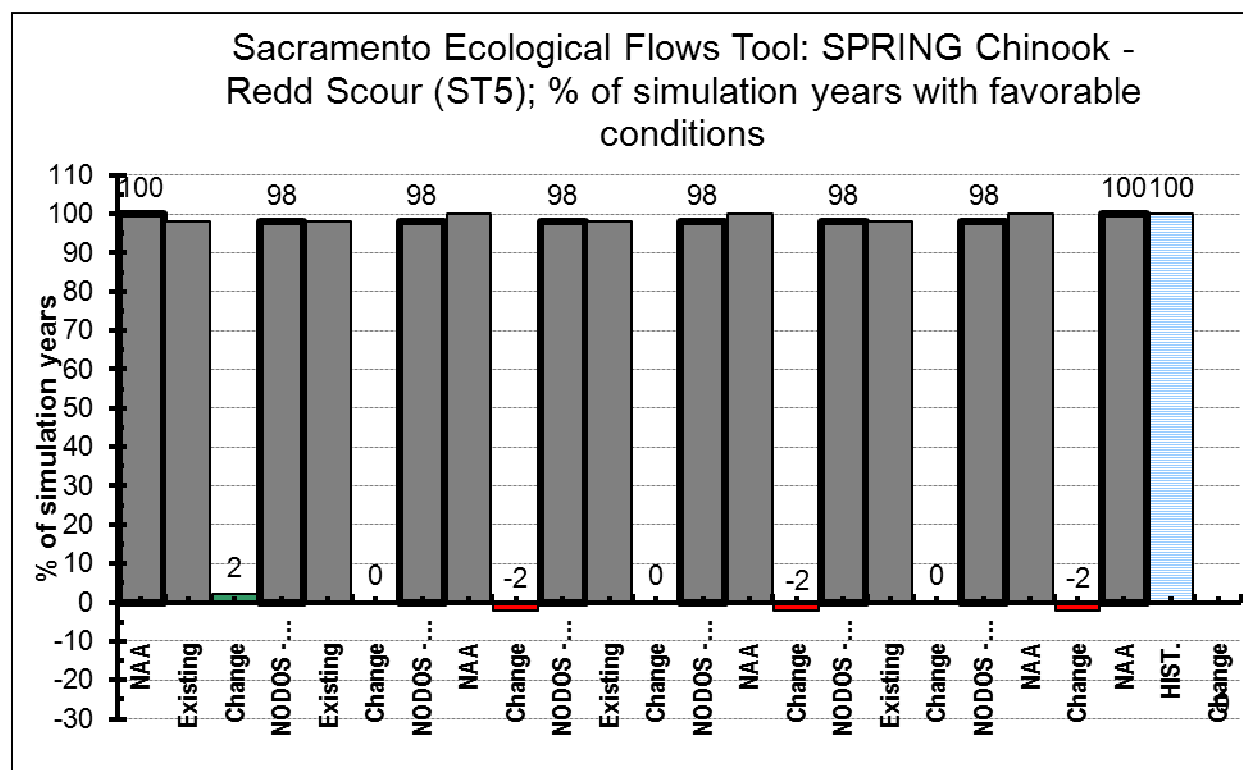 Sacramento Ecological Flows Tool: SPRING Chinook -
Redd Scour (ST5); % of simulation years with favorable
conditions
% of simulation years
110
100
90
80
70
60
50
40
30
20
10
0
-10
-20
-30
100
98
98
98
98
98
98
100 100
2
0
-2
0
-2
0
-2
NAA
Existing
Change
NODOS -...
Existing
Change
NODOS -...
NAA
Change
NODOS -...
Existing
Change
NODOS -...
NAA
Change
NODOS -...
Existing
Change
NODOS -...
NAA
Change
NAA
HIST.
Change